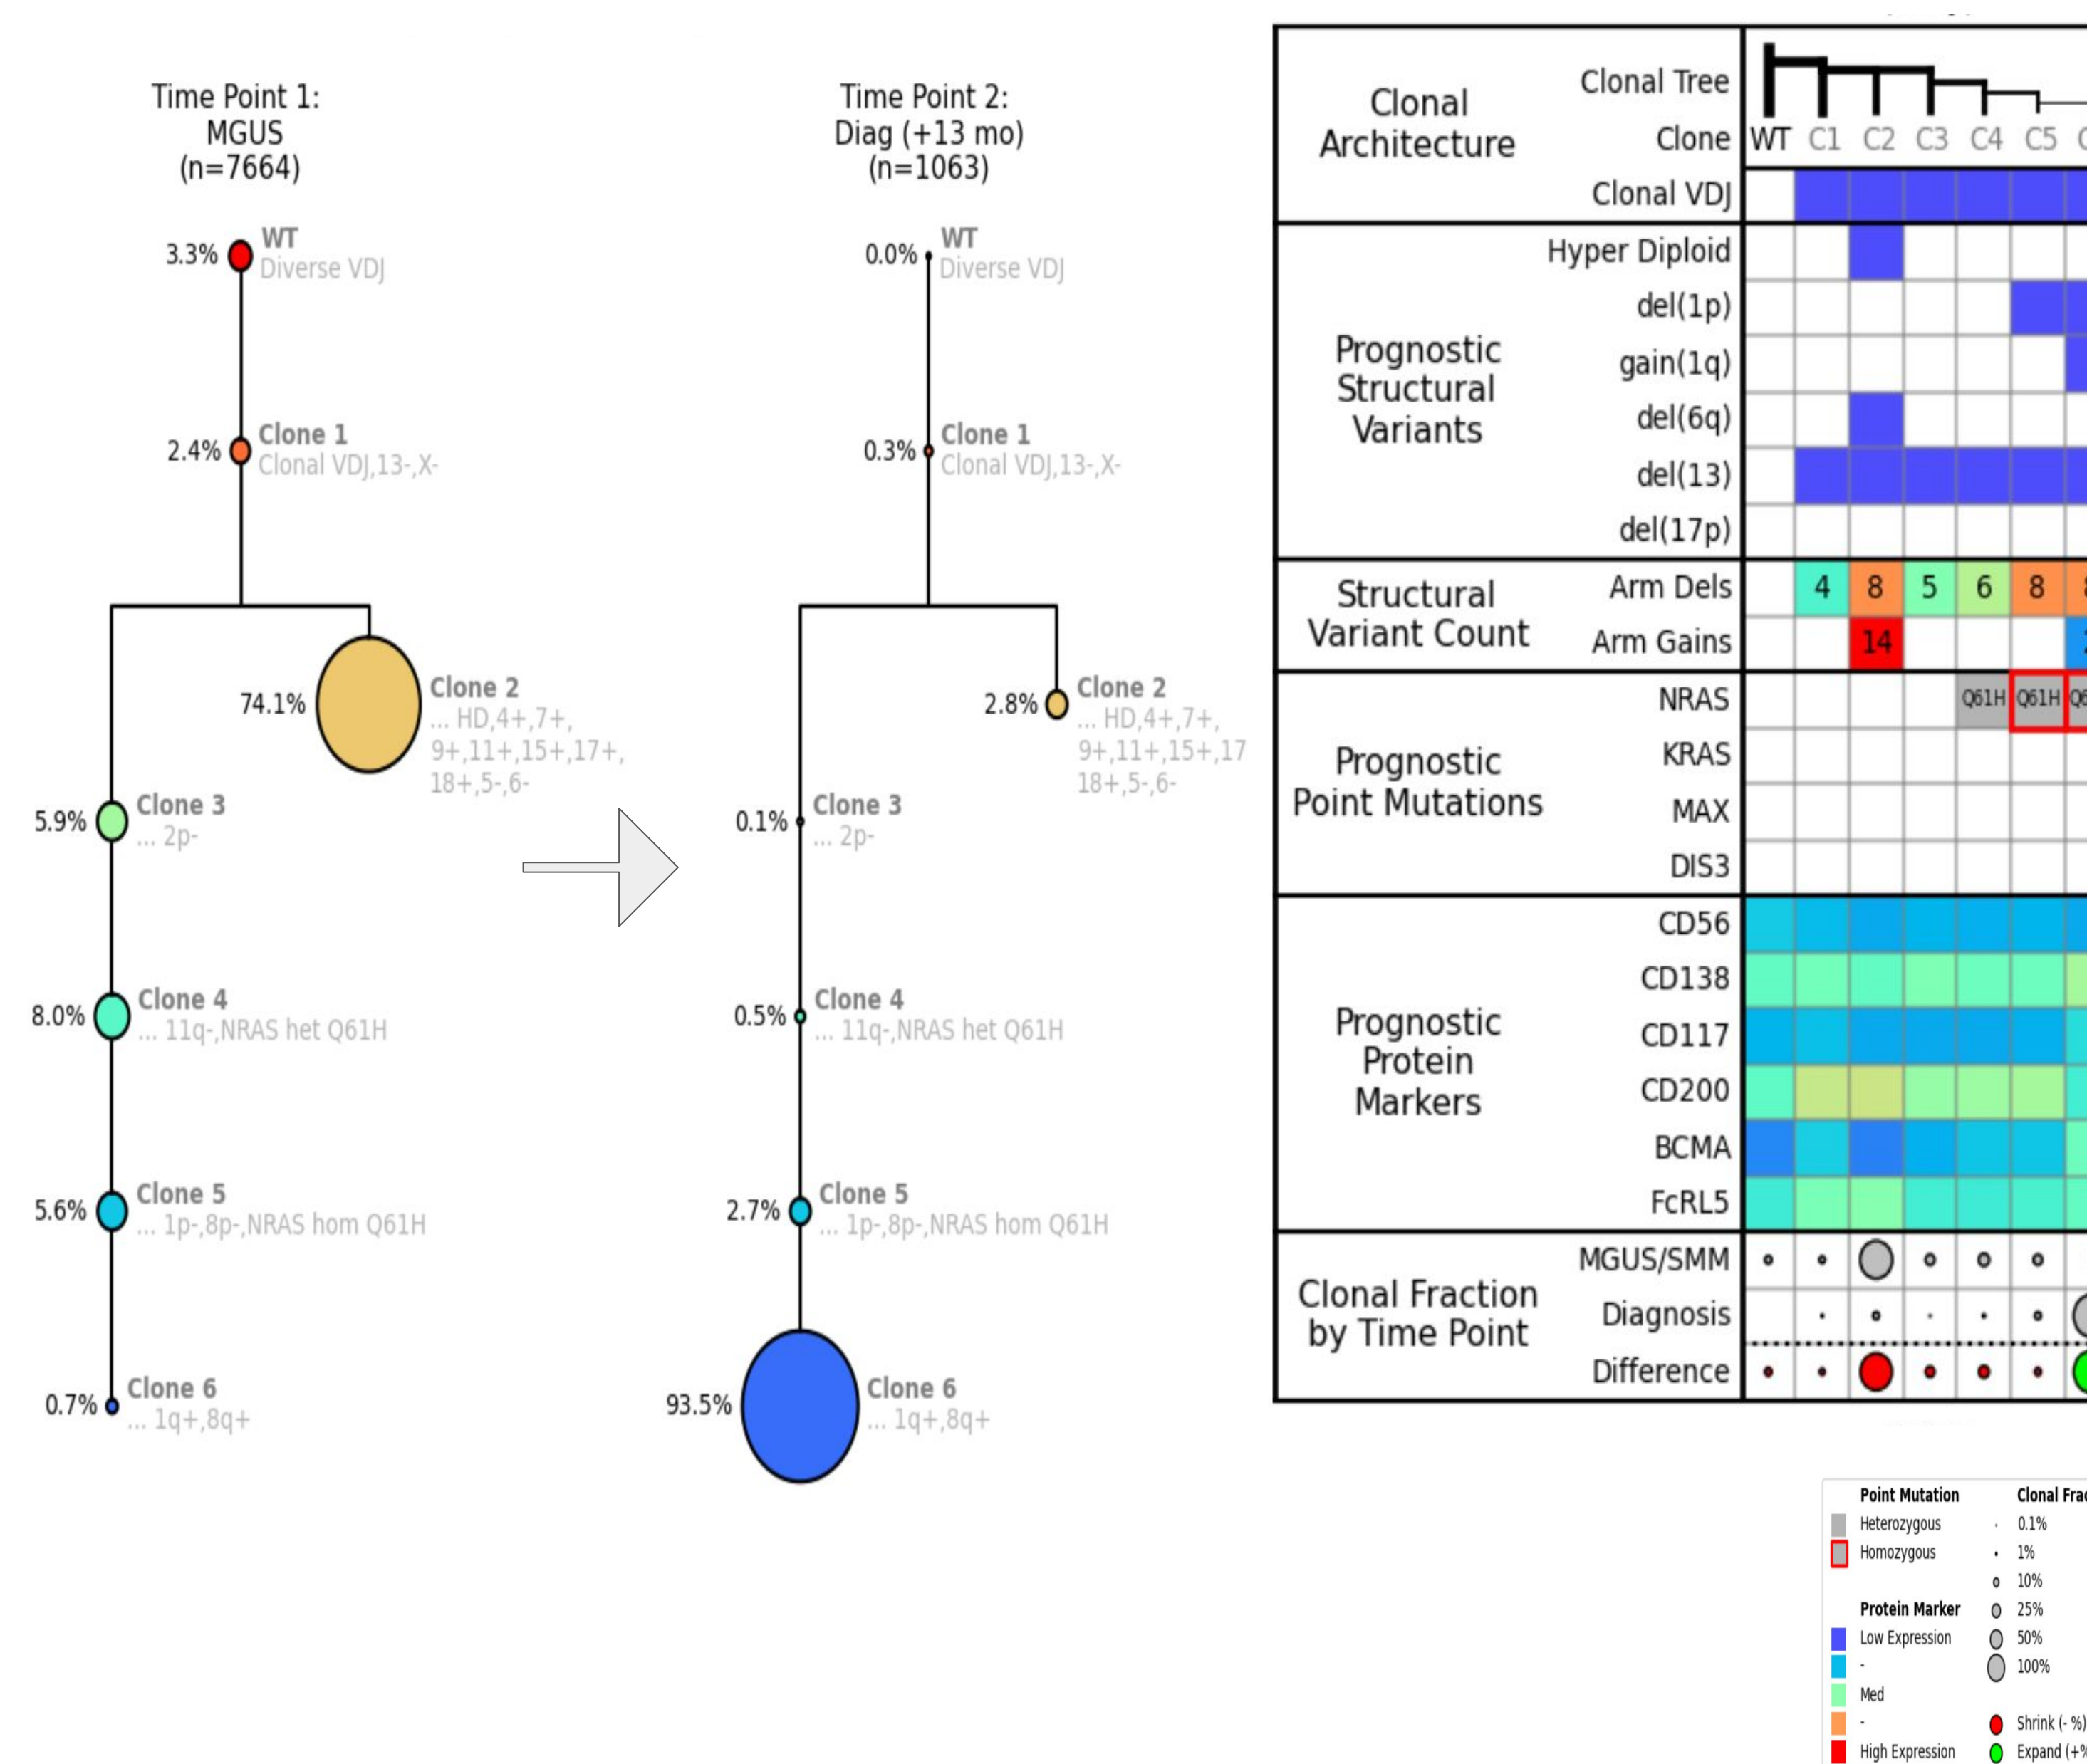 Time Point 1:
MGUS
(n=7664)
3.3%
WT
Diverse VDJ
2.4%
Clone 1
Clonal VDJ,13-,X-
74.1%
Clone 2
... HD,4+,7+,
9+,11+,15+,17+,
18+,5-,6-
5.9%
Clone 3
... 2p-
8.0%
Clone 4
... 11q-,NRAS het Q61H
5.6%
Clone 5
... 1p-,8p-,NRAS hom Q61H
0.7%
Clone 6
... 1q+,8q+
Time Point 2:
Diag (+13 mo)
(n=1063)
0.0%
WT
Diverse VDJ
0.3%
Clone 1
Clonal VDJ,13-,X-
2.8%
Clone 2
... HD,4+,7+,
9+,11+,15+,17
18+,5-,6-
0.1%
Clone 3
... 2p-
0.5%
Clone 4
... 11q-,NRAS het Q61H
2.7%
Clone 5
... 1p-,8p-,NRAS hom Q61H
93.5%
Clone 6
... 1q+,8q+
Clonal
Architecture
Clonal Tree
Clone WT C1 C2 C3 C4 C5
Clonal VDJ
Prognostic
Structural
Variants
Hyper Diploid
del(1p)
gain(1q)
del(6q)
del(13)
del(17p)
Structural
Variant Count
Arm Dels 4 8 5 6 8
Arm Gains 14
Prognostic
Point Mutations
NRAS Q61H Q61H
KRAS
MAX
DIS3
Prognostic
Protein
Markers
CD56
CD138
CD117
CD200
BCMA
FcRL5
Clonal Fraction
by Time Point
MGUS/SMM
Diagnosis
Difference
Point Mutation
Heterozygous
Homozygous
Protein Marker
Low Expression
-
Med
-
High Expression
Clonal Frac
0.1%
1%
10%
25%
50%
100%
Shrink (- %)
Expand (+%